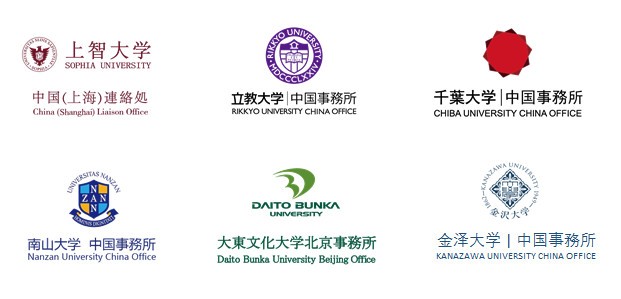 上智大学
SOPHIA UNIVERSITY
中国(上海)連絡処
China (Shanghai) Liaison Office
RIKKYO UNIVERSITY
MDCCCLXXIV
立教大学|中国事務所
RIKKYO UNIVERSITY CHINA OFFICE
千葉大学|中国事務所
CHIBA UNIVERSITY CHINA OFFICE
UNIVERSITAS NANZAN
NAN
ZAN
南山大学 中国事務所
Nanzan University China Office
DAITO BUNKA
UNIVERSITY
大東文化大学北京事務所
Daito Bunka University Beijing Office
KANAZAWA UNIVERSITY
金沢大学
金泽大学|中国事務所
KANAZAWA UNIVERSITY CHINA OFFICE